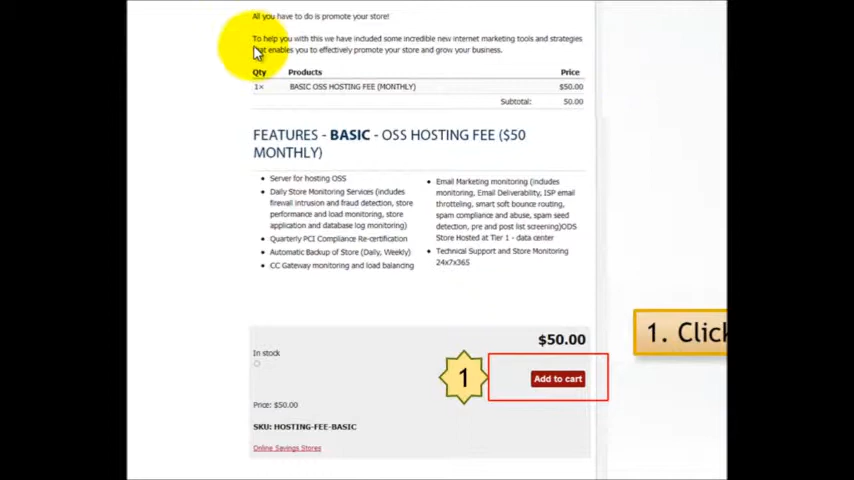 All you have to do is promote your store!
To help you with this we have included some incredible new internet marketing tools and strategies
that enables you to effectively promote your store and grow your business.
Qty Products Price
1× BASIC OSS HOSTING FEE (MONTHLY) $50.00
Subtotal: 50.00
FEATURES - BASIC - OSS HOSTING FEE ($50
MONTHLY)
Server for hosting OSS
Daily Store Monitoring Services (includes
firewall intrusion and fraud detection, store
performance and load monitoring, store
application and database log monitoring)
Quarterly PCI Compliance Re-certification
Automatic Backup of Store (Daily, Weekly)
CC Gateway monitoring and load balancing
Email Marketing monitoring (includes
monitoring, Email Deliverability, ISP email
throtteling, smart soft bounce routing,
spam compliance and abuse, spam seed
detection, pre and post list screening)ODS
Store Hosted at Tier 1 - data center
Technical Support and Store Monitoring
24x7x365
$50.00
In stock
1
Add to cart
1. Click
Price: $50.00
SKU: HOSTING-FEE-BASIC
Online Savings Stores